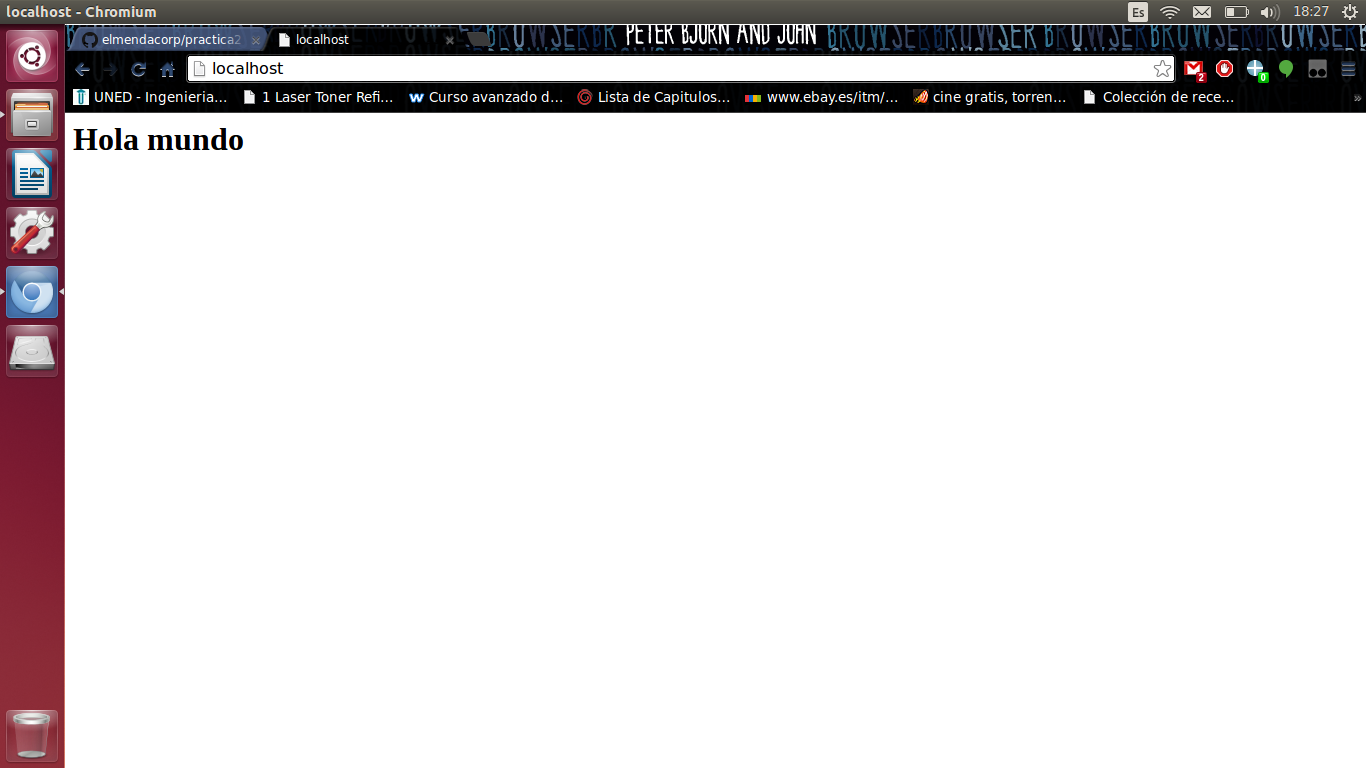 localhost - Chromium
Es
18:27
elmendacorp/practica2
localhost
PETER BJORN AND JOHN
BROWSER BROWSER
localhost
2
0
UNED - Ingenieria...
1 Laser Toner Refi...
Curso avanzado d...
Lista de Capitulos...
www.ebay.es/itm/...
cine gratis, torren...
Colección de rece...
»
Hola mundo